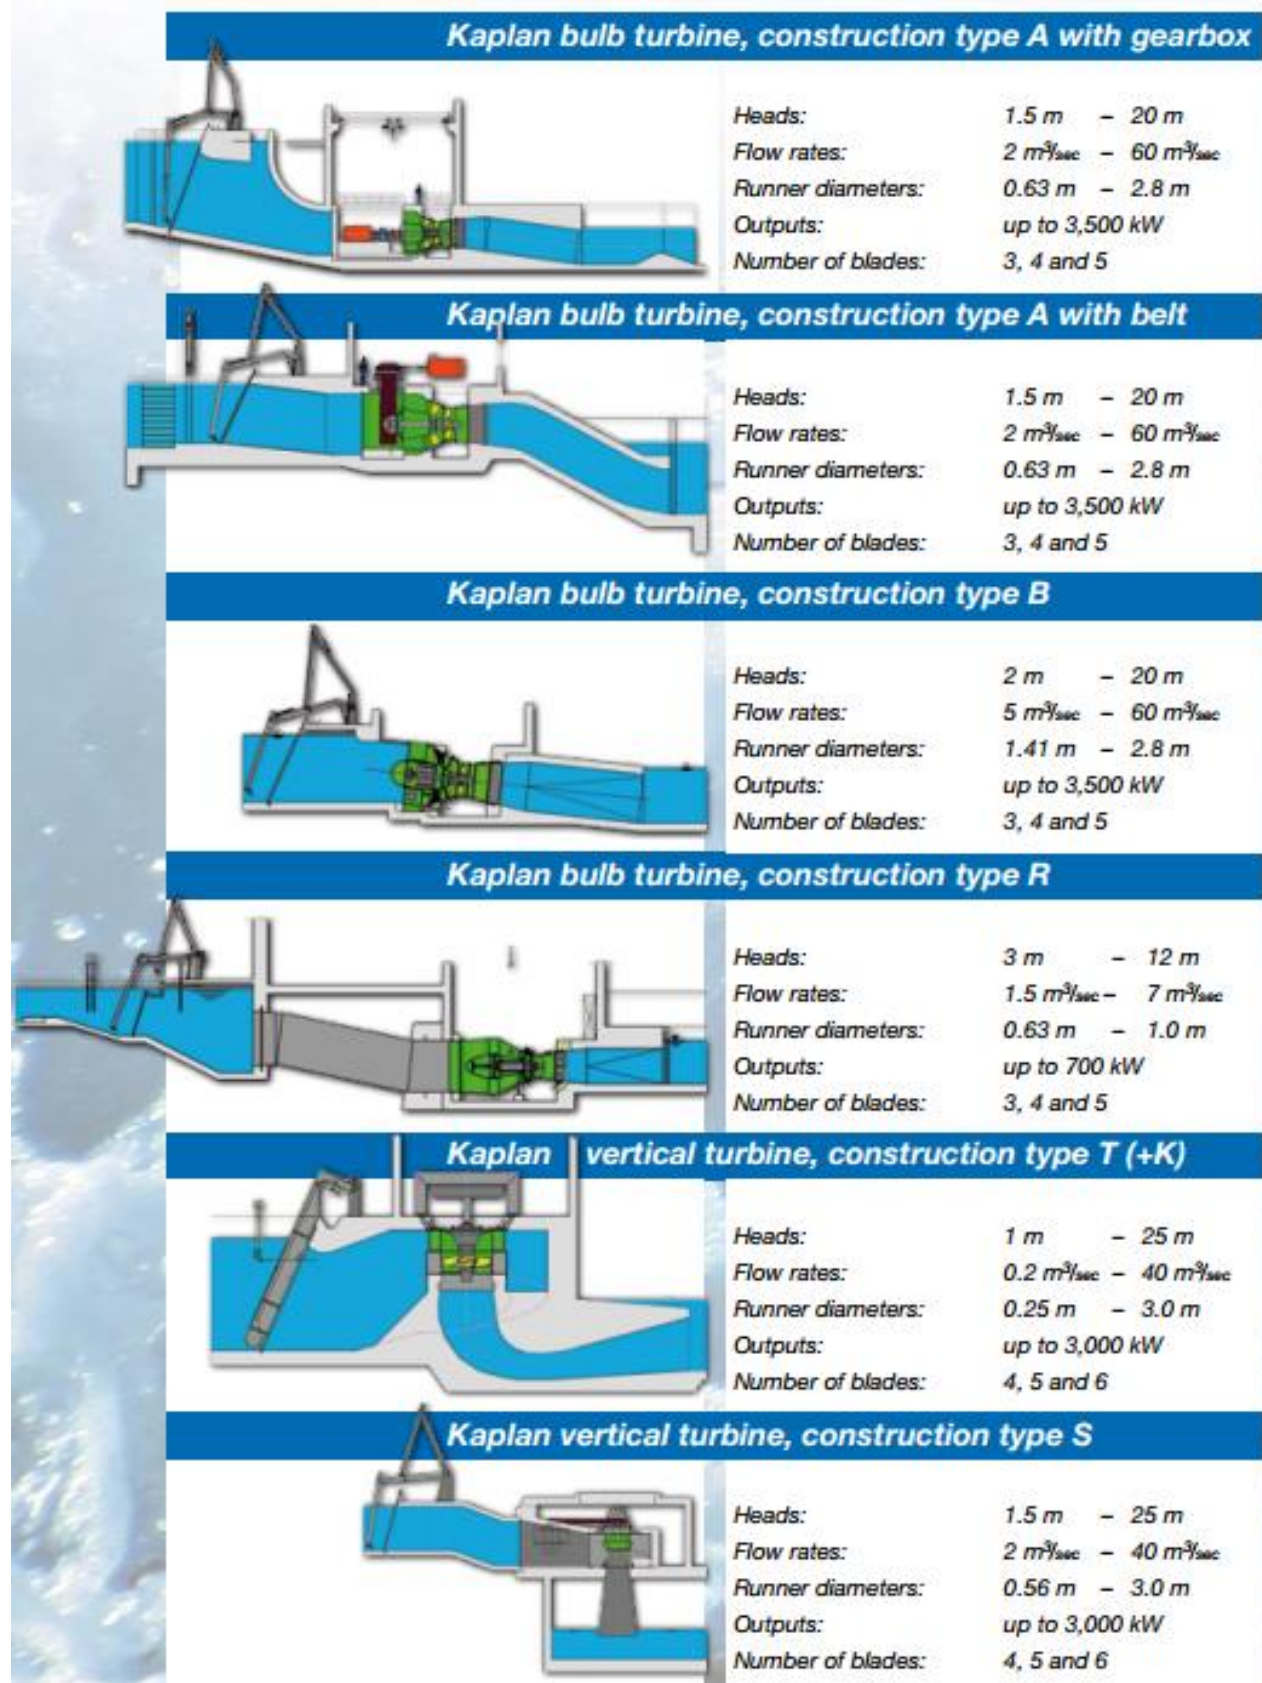 Kaplan bulb turbine, construction type A with gearbox
Heads: 1.5 m – 20 m
Flow rates: 2 m³/sec – 60 m³/sec
Runner diameters: 0.63 m – 2.8 m
Outputs: up to 3,500 kW
Number of blades: 3, 4 and 5
Kaplan bulb turbine, construction type A with belt
Heads: 1.5 m – 20 m
Flow rates: 2 m³/sec – 60 m³/sec
Runner diameters: 0.63 m – 2.8 m
Outputs: up to 3,500 kW
Number of blades: 3, 4 and 5
Kaplan bulb turbine, construction type B
Heads: 2 m – 20 m
Flow rates: 5 m³/sec – 60 m³/sec
Runner diameters: 1.41 m – 2.8 m
Outputs: up to 3,500 kW
Number of blades: 3, 4 and 5
Kaplan bulb turbine, construction type R
Heads: 3 m – 12 m
Flow rates: 1.5 m³/sec – 7 m³/sec
Runner diameters: 0.63 m – 1.0 m
Outputs: up to 700 kW
Number of blades: 3, 4 and 5
Kaplan vertical turbine, construction type T (+K)
Heads: 1 m – 25 m
Flow rates: 0.2 m³/sec – 40 m³/sec
Runner diameters: 0.25 m – 3.0 m
Outputs: up to 3,000 kW
Number of blades: 4, 5 and 6
Kaplan vertical turbine, construction type S
Heads: 1.5 m – 25 m
Flow rates: 2 m³/sec – 40 m³/sec
Runner diameters: 0.56 m – 3.0 m
Outputs: up to 3,000 kW
Number of blades: 4, 5 and 6